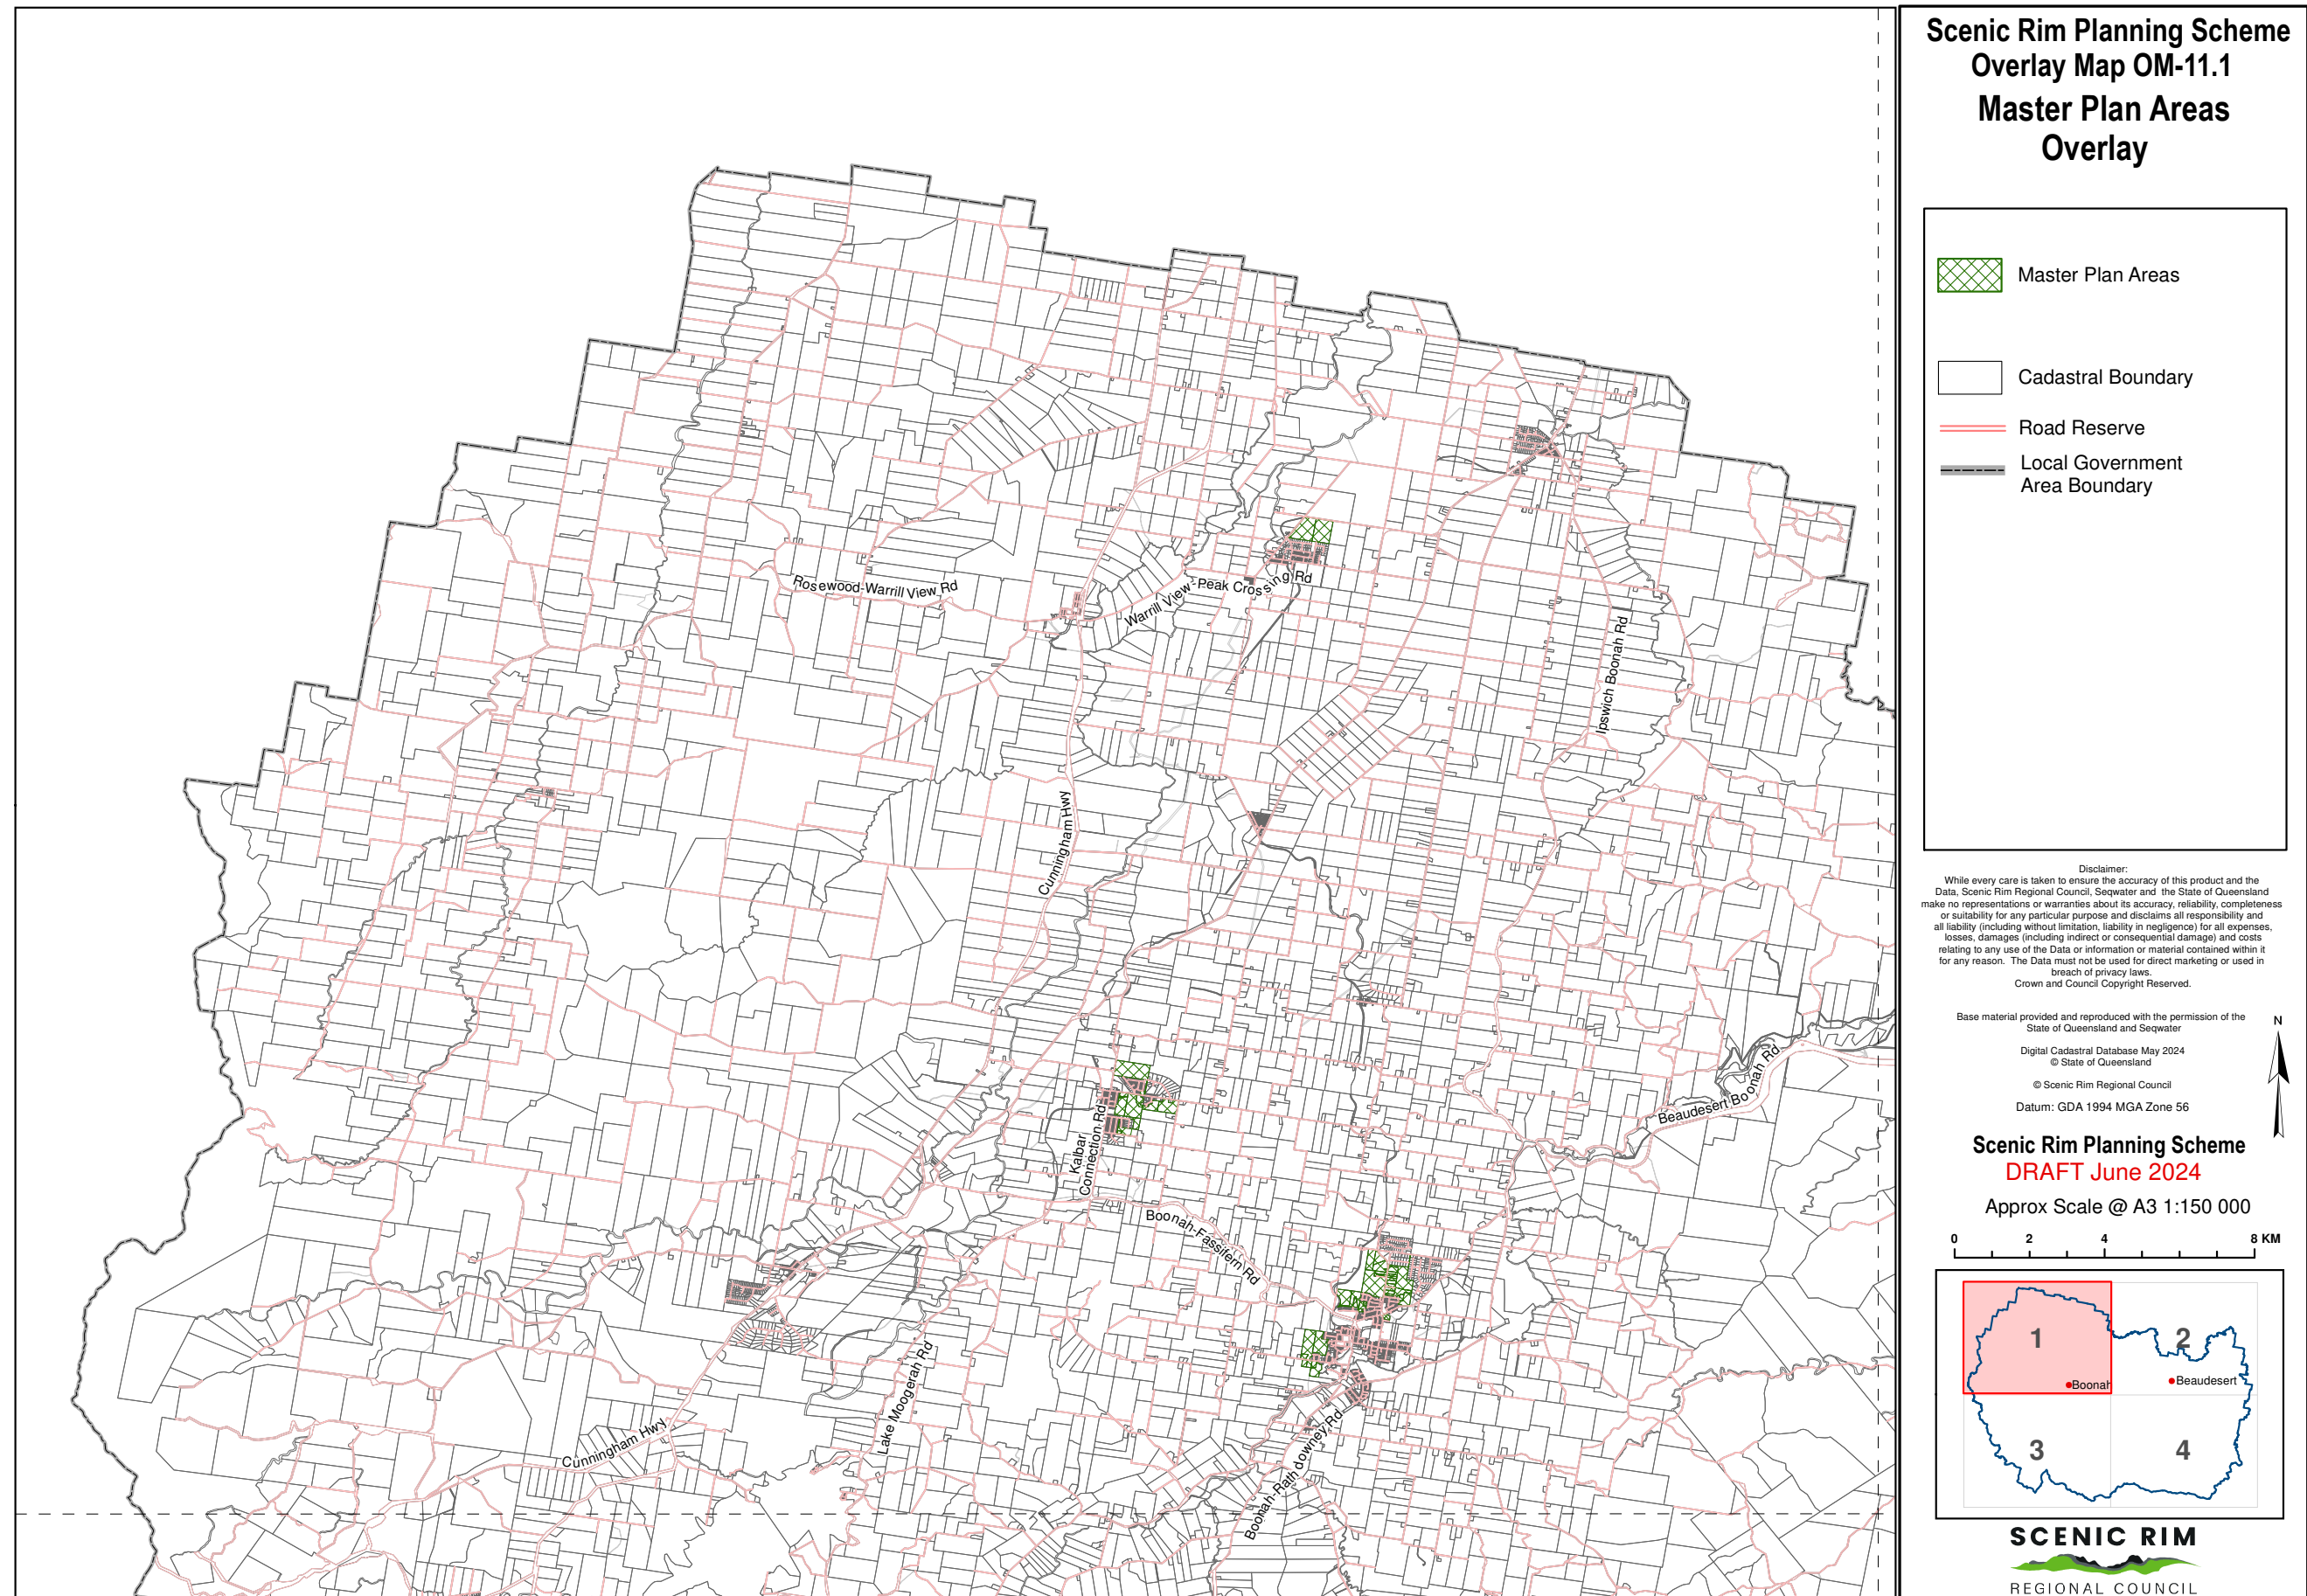 Scenic Rim Planning Scheme
Overlay Map OM-11.1
Master Plan Areas
Overlay
Master Plan Areas
Cadastral Boundary
Road Reserve
Local Government
Area Boundary
Rosewood-Warrill View Rd
Warrill View-Peak Crossing Rd
Ipswich Boonah Rd
Cunningham Hwy
Beaudesert Boonah Rd
Kalbar
Connection Rd
Boonah-Fassifern Rd
Lake Moogerah Rd
Cunningham Hwy
Boonah-Rathdowney Rd
Disclaimer:
While every care is taken to ensure the accuracy of this product and the
Data, Scenic Rim Regional Council, Seqwater and the State of Queensland
make no representations or warranties about its accuracy, reliability, completeness
or suitability for any particular purpose and disclaims all responsibility and
all liability (including without limitation, liability in negligence) for all expenses,
losses, damages (including indirect or consequential damage) and costs
relating to any use of the Data or information or material contained within it
for any reason. The Data must not be used for direct marketing or used in
breach of privacy laws.
Crown and Council Copyright Reserved.
Base material provided and reproduced with the permission of the
State of Queensland and Seqwater
Digital Cadastral Database May 2024
© State of Queensland
© Scenic Rim Regional Council
Datum: GDA 1994 MGA Zone 56
N
Scenic Rim Planning Scheme
DRAFT June 2024
Approx Scale @ A3 1:150 000
0 2 4 8 KM
1 2
Boonah Beaudesert
3 4
SCENIC RIM
REGIONAL COUNCIL